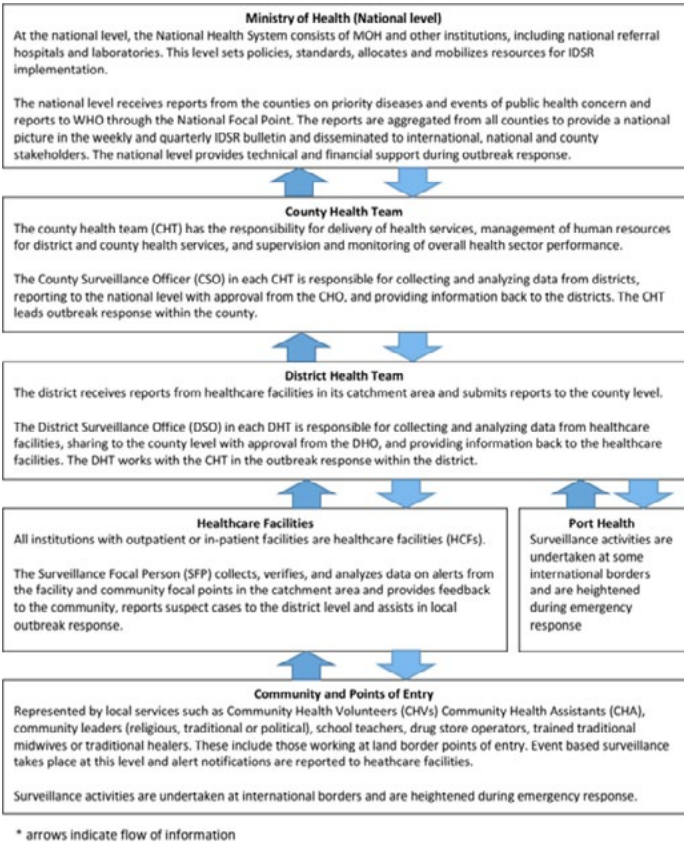 Ministry of Health (National level)
At the national level, the National Health System consists of MOH and other institutions, including national referral
hospitals and laboratories. This level sets policies, standards, allocates and mobilizes resources for IDSR
implementation.
The national level receives reports from the counties on priority diseases and events of public health concern and
reports to WHO through the National Focal Point. The reports are aggregated from all counties to provide a national
picture in the weekly and quarterly IDSR bulletin and disseminated to international, national and county
stakeholders. The national level provides technical and financial support during outbreak response.
County Health Team
The county health team (CHT) has the responsibility for delivery of health services, management of human resources
for district and county health services, and supervision and monitoring of overall health sector performance.
The County Surveillance Officer (CSO) in each CHT is responsible for collecting and analyzing data from districts,
reporting to the national level with approval from the CHO, and providing information back to the districts. The CHT
leads outbreak response within the county.
District Health Team
The district receives reports from healthcare facilities in its catchment area and submits reports to the county level.
The District Surveillance Office (DSO) in each DHT is responsible for collecting and analyzing data from healthcare
facilities, sharing to the county level with approval from the DHO, and providing information back to the healthcare
facilities. The DHT works with the CHT in the outbreak response within the district.
Healthcare Facilities
All institutions with outpatient or in-patient facilities are healthcare facilities (HCFs).
The Surveillance Focal Person (SFP) collects, verifies, and analyzes data on alerts from
the facility and community focal points in the catchment area and provides feedback
to the community, reports suspect cases to the district level and assists in local
outbreak response.
Port Health
Surveillance activities are
undertaken at some
international borders
and are heightened
during emergency
response
Community and Points of Entry
Represented by local services such as Community Health Volunteers (CHVs) Community Health Assistants (CHA),
community leaders (religious, traditional or political), school teachers, drug store operators, trained traditional
midwives or traditional healers. These include those working at land border points of entry. Event based surveillance
takes place at this level and alert notifications are reported to heathcare facilities.
Surveillance activities are undertaken at international borders and are heightened during emergency response.
* arrows indicate flow of information